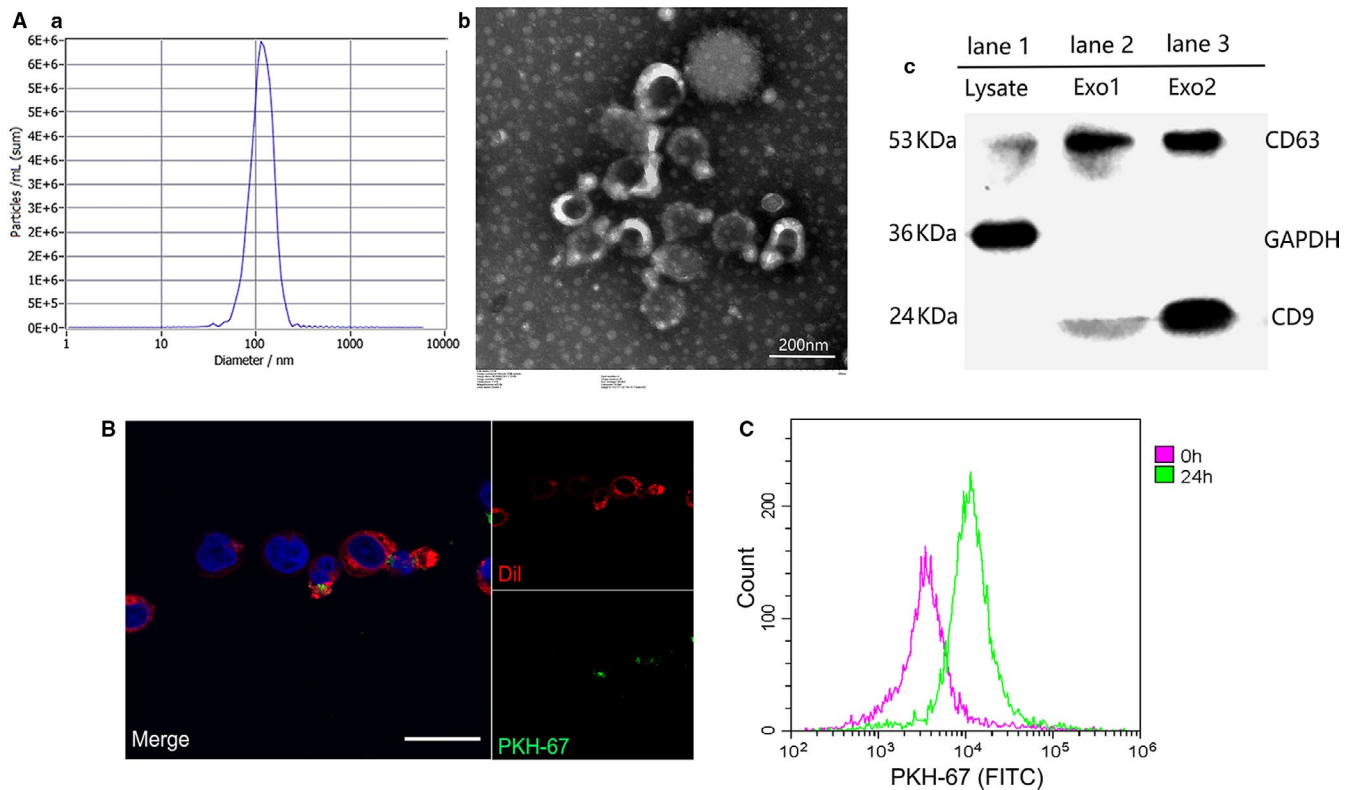 A a
6E+6
6E+6
5E+6
5E+6
4E+6
4E+6
3E+6
3E+6
2E+6
2E+6
1E+6
1E+6
5E+5
0E+0
Particles /mL (sum)
1 10 100 1000 10000
Diameter / nm
b
200nm
c
lane 1 lane 2 lane 3
Lysate Exo1 Exo2
53 KDa CD63
36 KDa GAPDH
24 KDa CD9
B
Merge
Dil
PKH-67
C
0h
24h
200
100
0
Count
10² 10³ 10⁴ 10⁵ 10⁶
PKH-67 (FITC)